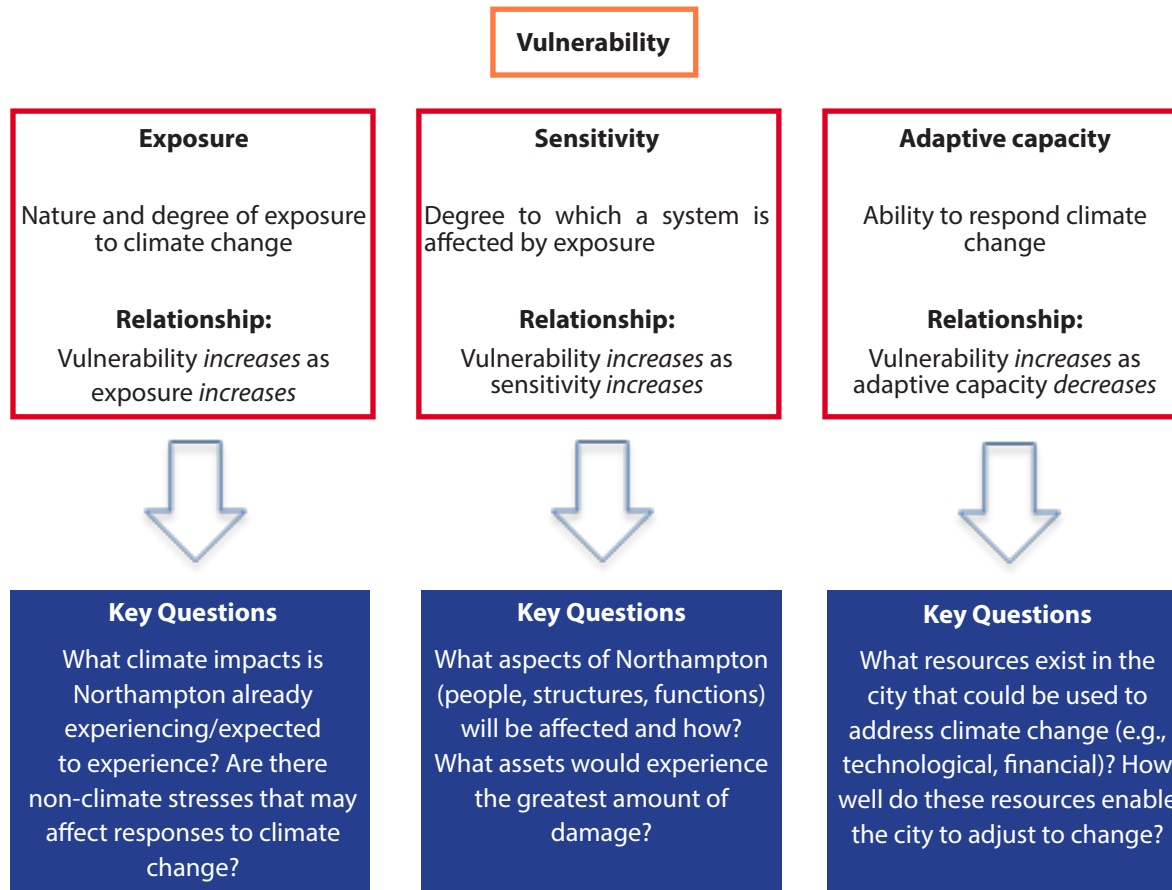 Vulnerability
Exposure
Nature and degree of exposure
to climate change
Relationship:
Vulnerability increases as
exposure increases
Sensitivity
Degree to which a system is
affected by exposure
Relationship:
Vulnerability increases as
sensitivity increases
Adaptive capacity
Ability to respond climate
change
Relationship:
Vulnerability increases as
adaptive capacity decreases
Key Questions
What climate impacts is
Northampton already
experiencing/expected
to experience? Are there
non-climate stresses that may
affect responses to climate
change?
Key Questions
What aspects of Northampton
(people, structures, functions)
will be affected and how?
What assets would experience
the greatest amount of
damage?
Key Questions
What resources exist in the
city that could be used to
address climate change (e.g.,
technological, financial)? How
well do these resources enable
the city to adjust to change?